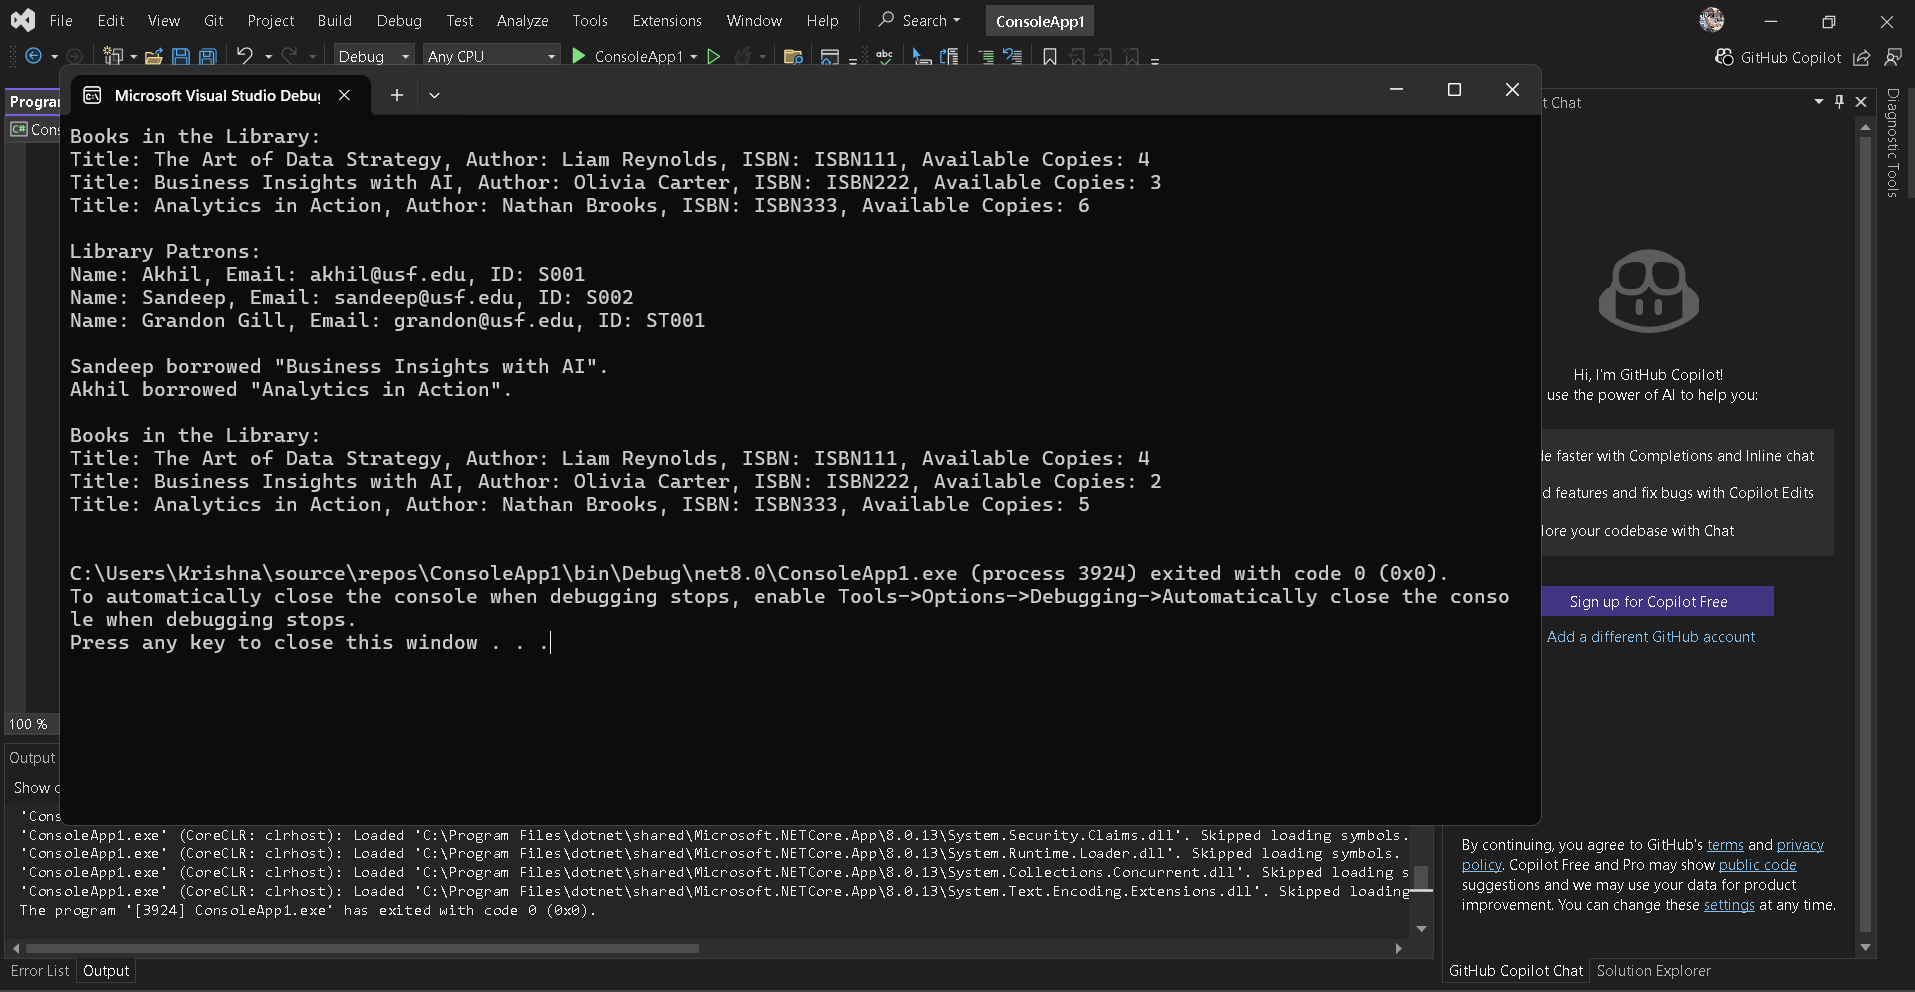 File Edit View Git Project Build Debug Test Analyze Tools Extensions Window Help Search ConsoleApp1
Debug Any CPU ConsoleApp1 abc GitHub Copilot
Microsoft Visual Studio Debu
t Chat
Diagnostic Tools
Progra
C# Cons
Books in the Library:
Title: The Art of Data Strategy, Author: Liam Reynolds, ISBN: ISBN111, Available Copies: 4
Title: Business Insights with AI, Author: Olivia Carter, ISBN: ISBN222, Available Copies: 3
Title: Analytics in Action, Author: Nathan Brooks, ISBN: ISBN333, Available Copies: 6
Library Patrons:
Name: Akhil, Email: akhil@usf.edu, ID: S001
Name: Sandeep, Email: sandeep@usf.edu, ID: S002
Name: Grandon Gill, Email: grandon@usf.edu, ID: ST001
Sandeep borrowed "Business Insights with AI".
Akhil borrowed "Analytics in Action".
Books in the Library:
Title: The Art of Data Strategy, Author: Liam Reynolds, ISBN: ISBN111, Available Copies: 4
Title: Business Insights with AI, Author: Olivia Carter, ISBN: ISBN222, Available Copies: 2
Title: Analytics in Action, Author: Nathan Brooks, ISBN: ISBN333, Available Copies: 5
C:\Users\Krishna\source\repos\ConsoleApp1\bin\Debug\net8.0\ConsoleApp1.exe (process 3924) exited with code 0 (0x0).
To automatically close the console when debugging stops, enable Tools->Options->Debugging->Automatically close the conso
le when debugging stops.
Press any key to close this window . . .
Hi, I'm GitHub Copilot!
use the power of AI to help you:
de faster with Completions and Inline chat
d features and fix bugs with Copilot Edits
lore your codebase with Chat
Sign up for Copilot Free
Add a different GitHub account
100 %
Output
Show o
'Cons
'ConsoleApp1.exe' (CoreCLR: clrhost): Loaded 'C:\Program Files\dotnet\shared\Microsoft.NETCore.App\8.0.13\System.Security.Claims.dll'. Skipped loading symbols.
'ConsoleApp1.exe' (CoreCLR: clrhost): Loaded 'C:\Program Files\dotnet\shared\Microsoft.NETCore.App\8.0.13\System.Runtime.Loader.dll'. Skipped loading symbols.
'ConsoleApp1.exe' (CoreCLR: clrhost): Loaded 'C:\Program Files\dotnet\shared\Microsoft.NETCore.App\8.0.13\System.Collections.Concurrent.dll'. Skipped loading s
'ConsoleApp1.exe' (CoreCLR: clrhost): Loaded 'C:\Program Files\dotnet\shared\Microsoft.NETCore.App\8.0.13\System.Text.Encoding.Extensions.dll'. Skipped loading
The program '[3924] ConsoleApp1.exe' has exited with code 0 (0x0).
By continuing, you agree to GitHub's terms and privacy
policy. Copilot Free and Pro may show public code
suggestions and we may use your data for product
improvement. You can change these settings at any time.
Error List Output
GitHub Copilot Chat Solution Explorer